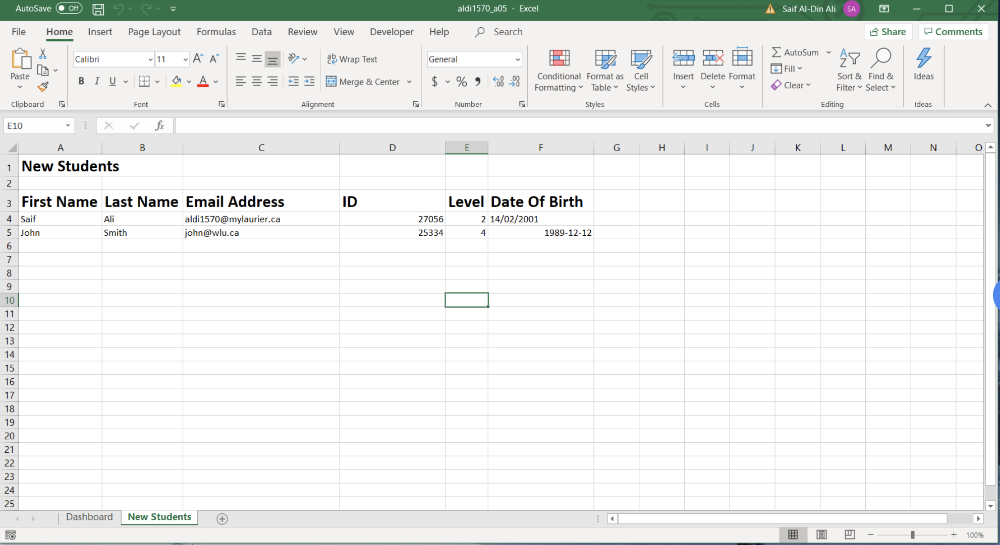 AutoSave Off aldi1570_a05 - Excel Saif Al-Din Ali SA
File Home Insert Page Layout Formulas Data Review View Developer Help Search Share Comments
Paste
Calibri 11 A A
B I U A
ab Wrap Text
Merge & Center
General
$ % 9 .00 .00
Conditional Formatting
Format as Table
Cell Styles
Insert Delete Format
AutoSum
Fill
Clear
Sort & Filter
Find & Select
Ideas
Clipboard Font Alignment Number Styles Cells Editing Ideas
E10 fx
A B C D E F G H I J K L M N O
1 New Students
2
3 First Name Last Name Email Address ID Level Date Of Birth
4 Saif Ali aldi1570@mylaurier.ca 27056 2 14/02/2001
5 John Smith john@wlu.ca 25334 4 1989-12-12
6
7
8
9
10
11
12
13
14
15
16
17
18
19
20
21
22
23
24
25
Dashboard New Students
100%